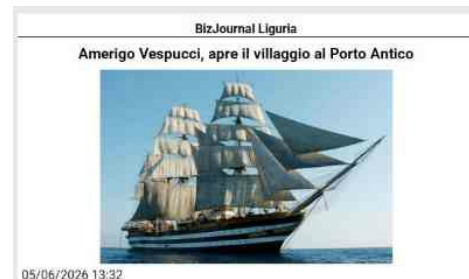 BizJournal Liguria
Amerigo Vespucci, apre il villaggio al Porto Antico
05/06/2026 13:32